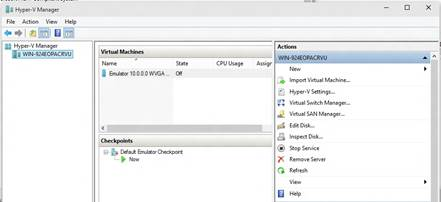 Hyper-V Manager
File Action View Help
Hyper-V Manager
WIN-924EOPACRVU
Virtual Machines
Name State CPU Usage Assig
Emulator 10.0.0.0 WVGA ... Off
Checkpoints
Default Emulator Checkpoint
Now
Actions
WIN-924EOPACRVU
New
Import Virtual Machine...
Hyper-V Settings...
Virtual Switch Manager...
Virtual SAN Manager...
Edit Disk...
Inspect Disk...
Stop Service
Remove Server
Refresh
View
Help